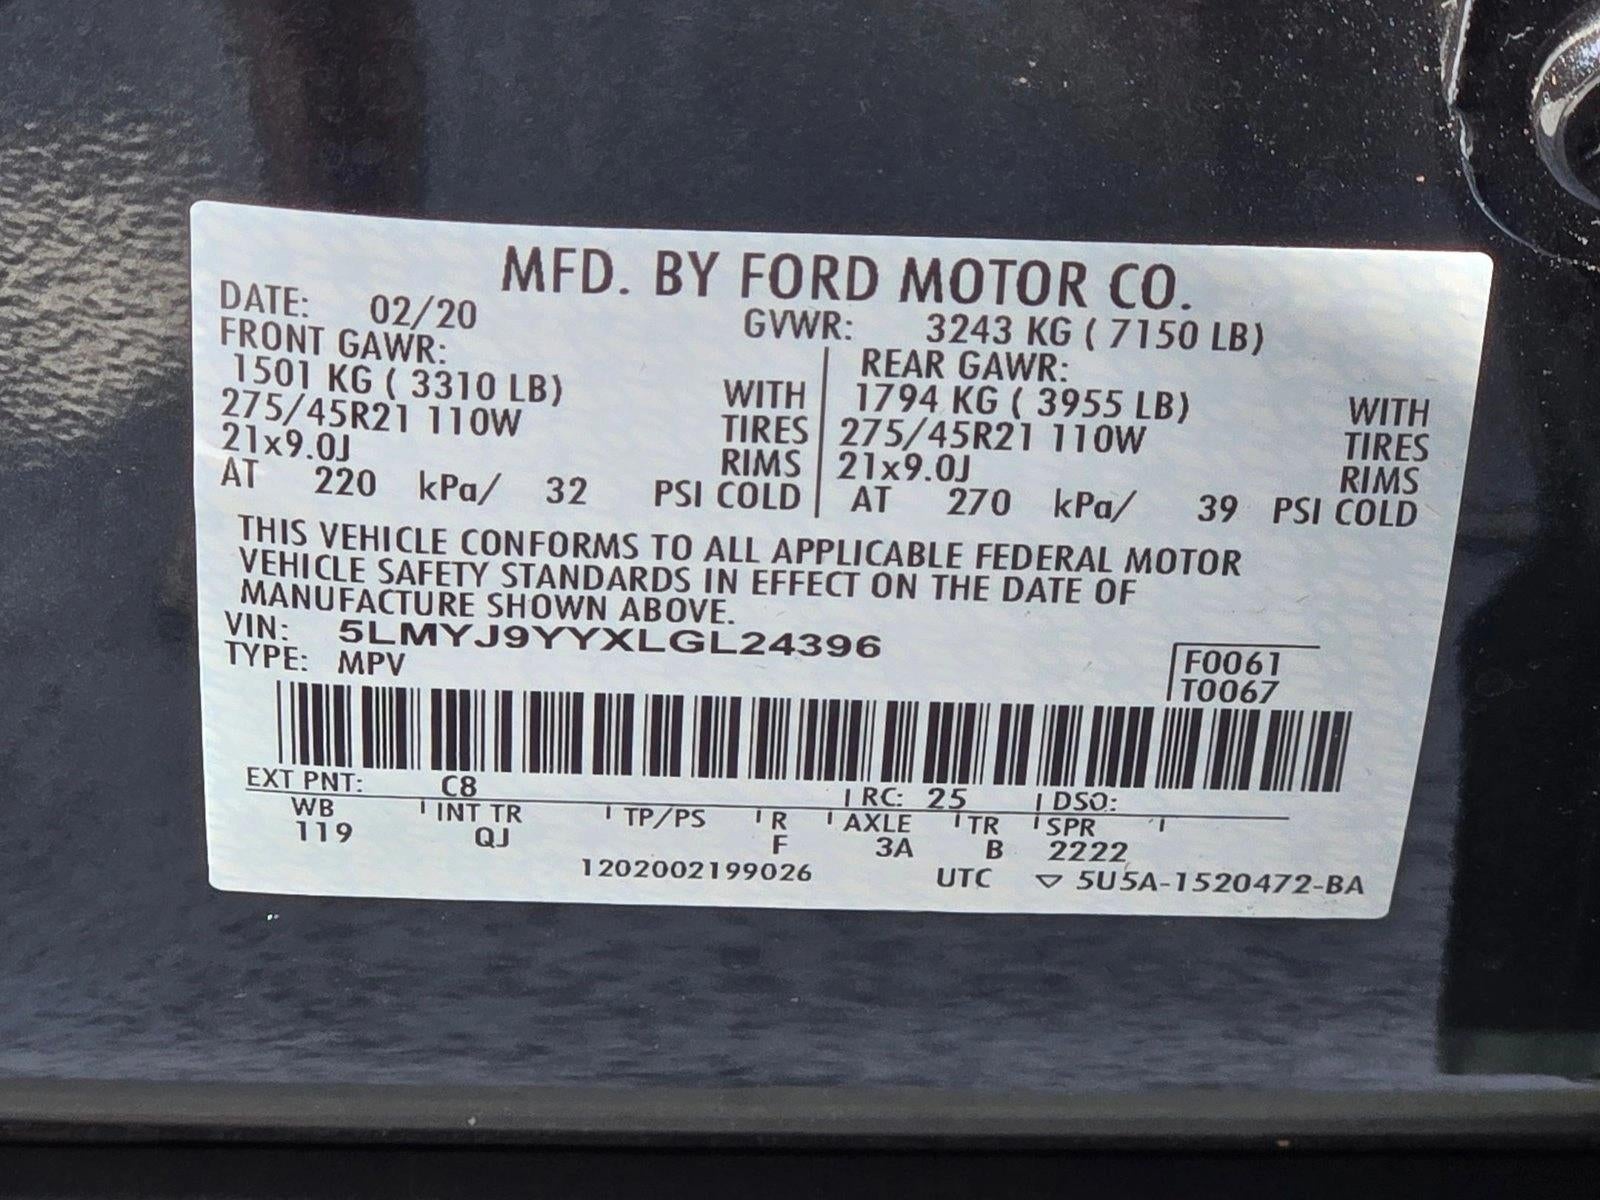 MFD. BY FORD MOTOR CO.
DATE: 02/20 GVWR: 3243 KG ( 7150 LB)
FRONT GAWR: REAR GAWR:
1501 KG ( 3310 LB) WITH 1794 KG ( 3955 LB) WITH
275/45R21 110W TIRES 275/45R21 110W TIRES
21x9.0J RIMS 21x9.0J RIMS
AT 220 kPa/ 32 PSI COLD AT 270 kPa/ 39 PSI COLD
THIS VEHICLE CONFORMS TO ALL APPLICABLE FEDERAL MOTOR
VEHICLE SAFETY STANDARDS IN EFFECT ON THE DATE OF
MANUFACTURE SHOWN ABOVE.
VIN: 5LMYJ9YYXLGL24396
TYPE: MPV
F0061
T0067
EXT PNT: C8 RC: 25 DSO:
WB INT TR TP/PS R AXLE TR SPR
119 QJ F 3A B 2222
1202002199026 UTC ▽ 5U5A-1520472-BA